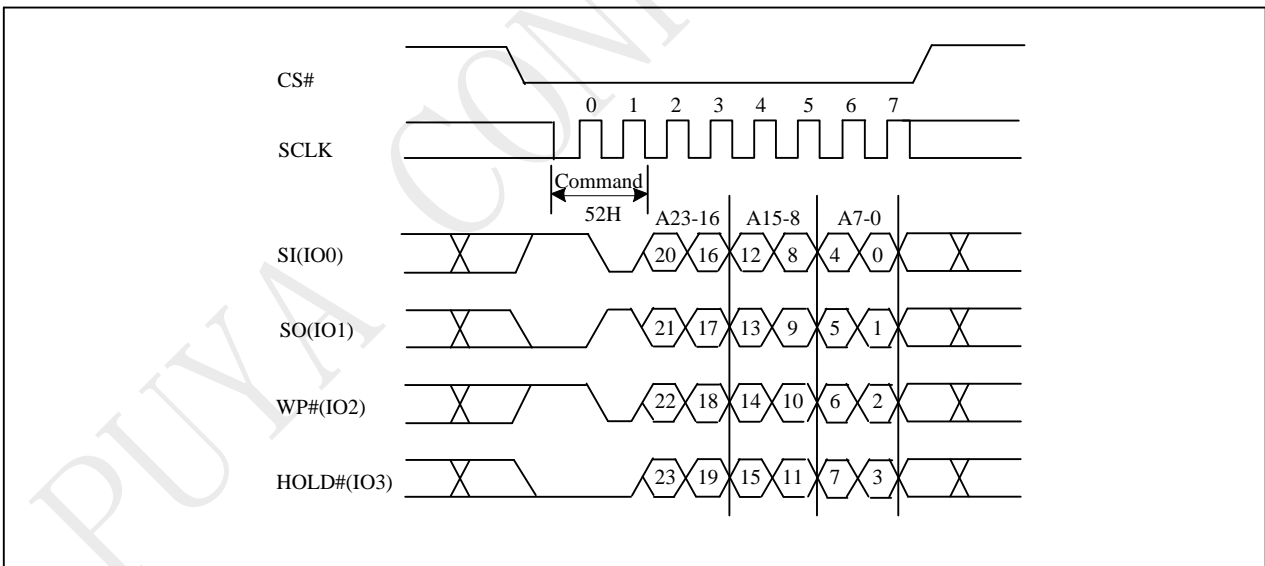 CS#
0 1 2 3 4 5 6 7
SCLK
Command
52H
A23-16 A15-8 A7-0
SI(IO0) 20 16 12 8 4 0
SO(IO1) 21 17 13 9 5 1
WP#(IO2) 22 18 14 10 6 2
HOLD#(IO3) 23 19 15 11 7 3
PUYA